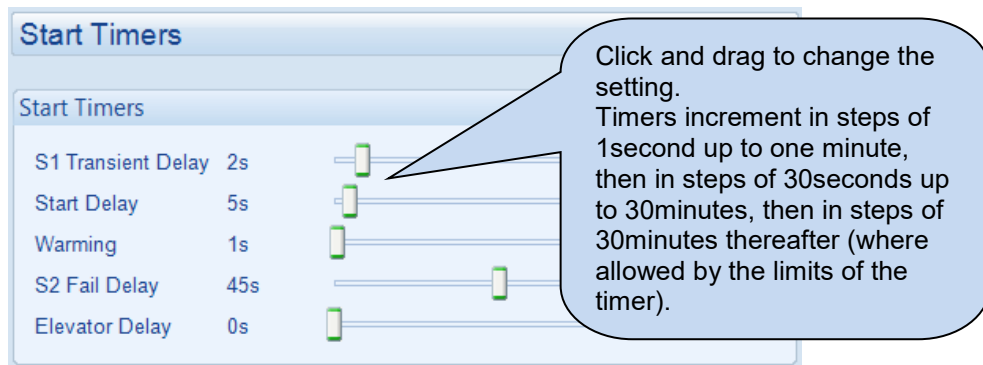 Start Timers
Start Timers
S1 Transient Delay 2s
Start Delay 5s
Warming 1s
S2 Fail Delay 45s
Elevator Delay 0s
Click and drag to change the
setting.
Timers increment in steps of
1second up to one minute,
then in steps of 30seconds up
to 30minutes, then in steps of
30minutes thereafter (where
allowed by the limits of the
timer).